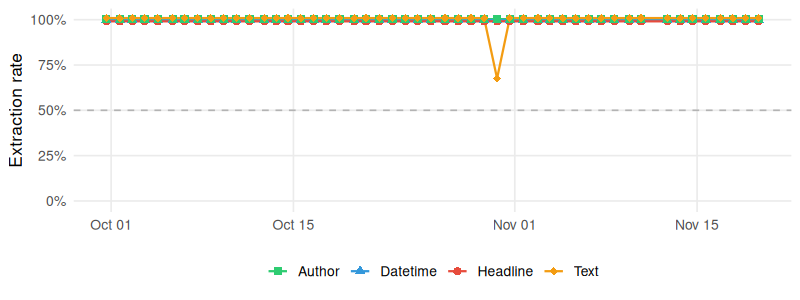 Extraction rate
100%
75%
50%
25%
0%
Oct 01 Oct 15 Nov 01 Nov 15
Author Datetime Headline Text